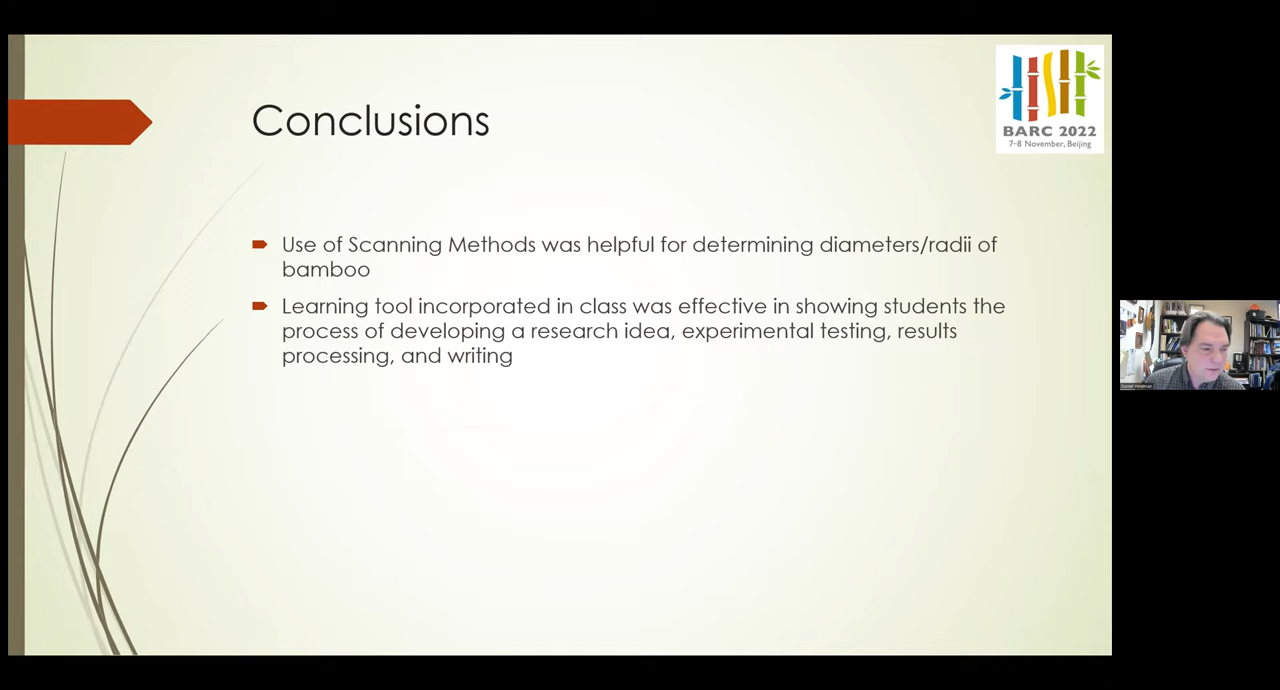 BARC 2022
7-8 November, Beijing
Conclusions
Use of Scanning Methods was helpful for determining diameters/radii of
bamboo
Learning tool incorporated in class was effective in showing students the
process of developing a research idea, experimental testing, results
processing, and writing
Daniel Hindman